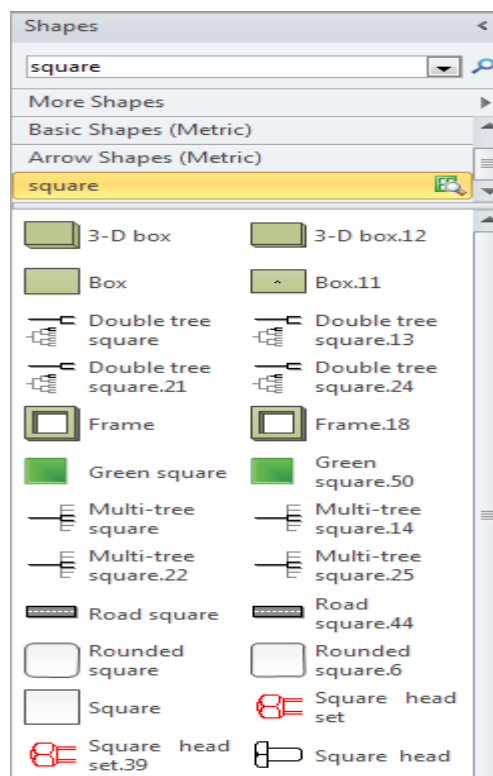 Shapes
square
More Shapes
Basic Shapes (Metric)
Arrow Shapes (Metric)
square
3-D box
3-D box.12
Box
Box.11
Double tree
square
Double tree
square.13
Double tree
square.21
Double tree
square.24
Frame
Frame.18
Green square
Green
square.50
Multi-tree
square
Multi-tree
square.14
Multi-tree
square.22
Multi-tree
square.25
Road square
Road
square.44
Rounded
square
Rounded
square.6
Square
Square head
set
Square head
set.39
Square head